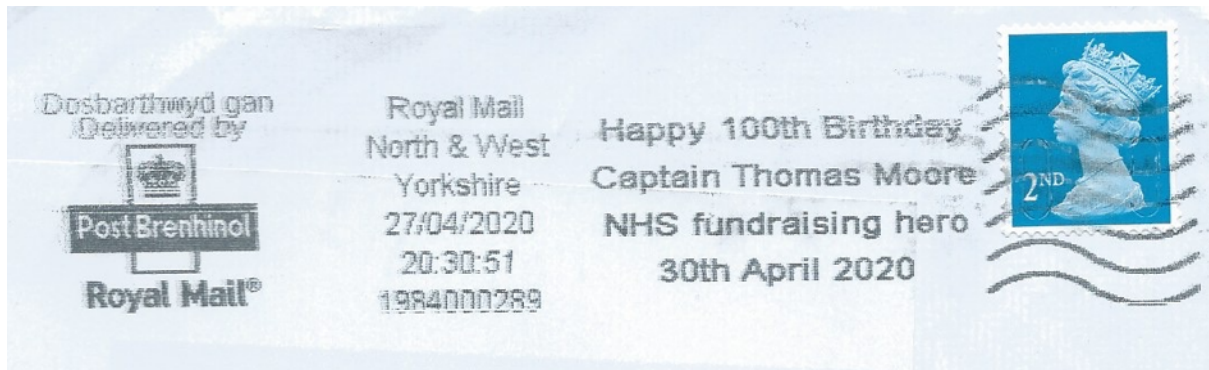 Dosbarthwyd gan
Delivered by
Post Brenhinol
Royal Mail®
Royal Mail
North & West
Yorkshire
27/04/2020
20:30:51
1984000289
Happy 100th Birthday
Captain Thomas Moore
NHS fundraising hero
30th April 2020
2ND